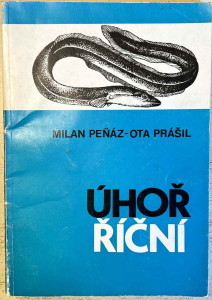 MILAN PEŇÁZ-OTA PRÁŠIL
ÚHOŘ
ŘÍČNÍ